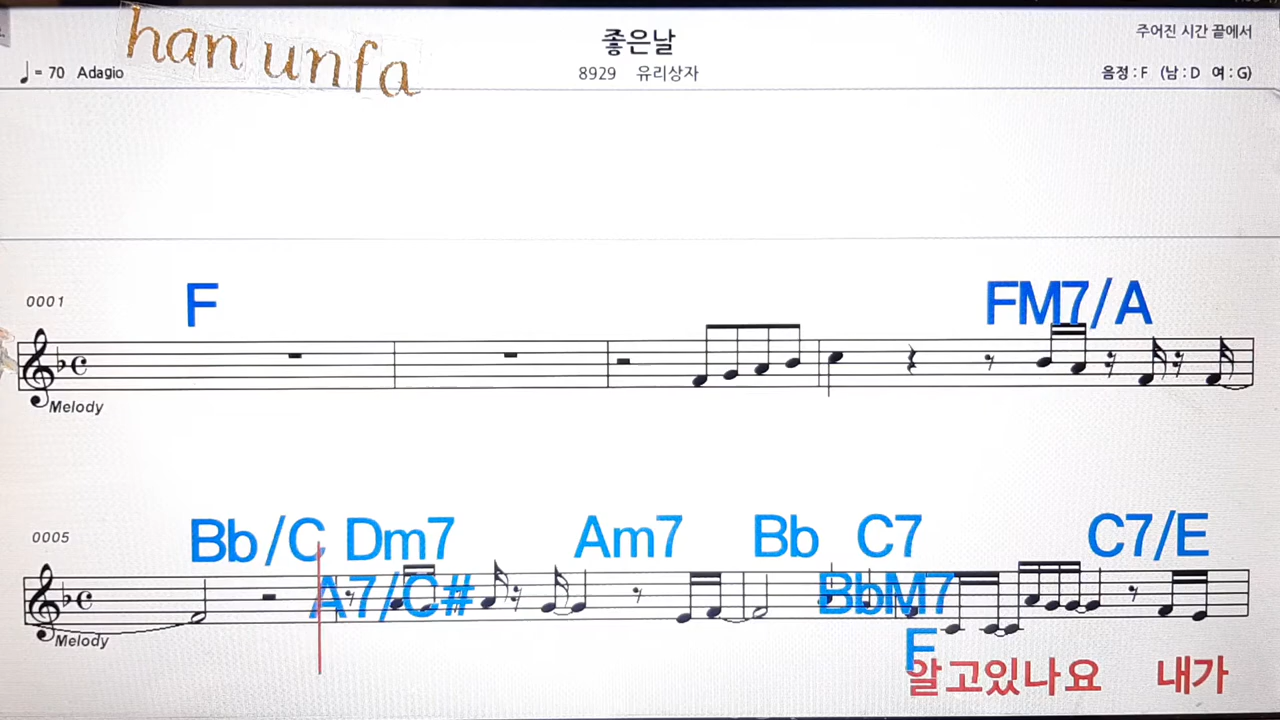 han unfa
좋은날
주어진 시간 끝에서
♩ = 70 Adagio
8929 유리상자
음정 : F (남 : D 여 : G)
0001
F
FM7/A
Melody
0005
Bb/C Dm7 Am7 Bb C7 C7/E
A7/C# BbM7
Melody
F
알고있나요 내가